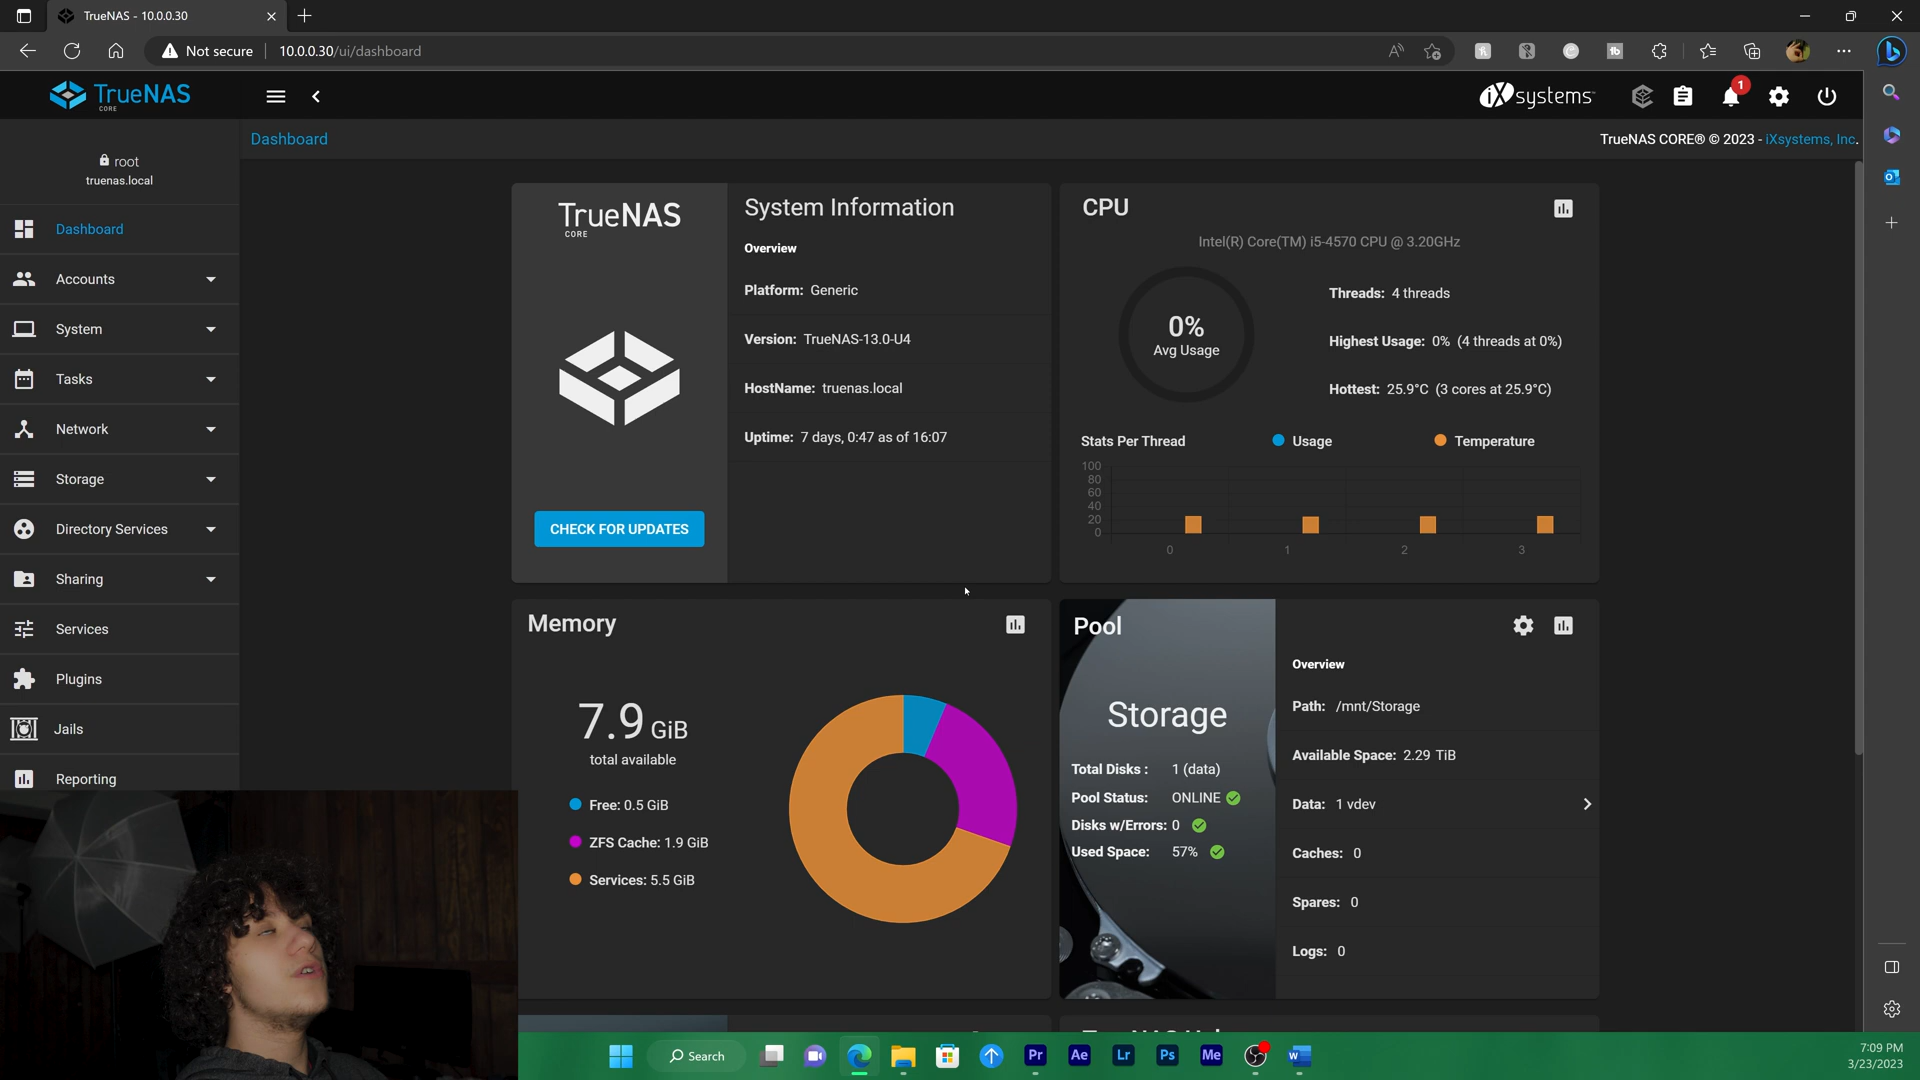 TrueNAS - 10.0.0.30
Not secure
10.0.0.30/ui/dashboard
TrueNAS
CORE
iXsystems
1
Dashboard
TrueNAS CORE® © 2023 - iXsystems, Inc.
root
truenas.local
Dashboard
Accounts
System
Tasks
Network
Storage
Directory Services
Sharing
Services
Plugins
Jails
Reporting
TrueNAS
CORE
CHECK FOR UPDATES
System Information
Overview
Platform: Generic
Version: TrueNAS-13.0-U4
HostName: truenas.local
Uptime: 7 days, 0:47 as of 16:07
CPU
Intel(R) Core(TM) i5-4570 CPU @ 3.20GHz
0%
Avg Usage
Threads: 4 threads
Highest Usage: 0% (4 threads at 0%)
Hottest: 25.9°C (3 cores at 25.9°C)
Stats Per Thread
Usage
Temperature
100
80
60
40
20
0
0
1
2
3
Memory
7.9 GiB
total available
Free: 0.5 GiB
ZFS Cache: 1.9 GiB
Services: 5.5 GiB
Pool
Storage
Total Disks : 1 (data)
Pool Status: ONLINE
Disks w/Errors: 0
Used Space: 57%
Overview
Path: /mnt/Storage
Available Space: 2.29 TiB
Data: 1 vdev
Caches: 0
Spares: 0
Logs: 0
Search
Pr
Ae
Lr
Ps
Me
W
7:09 PM
3/23/2023